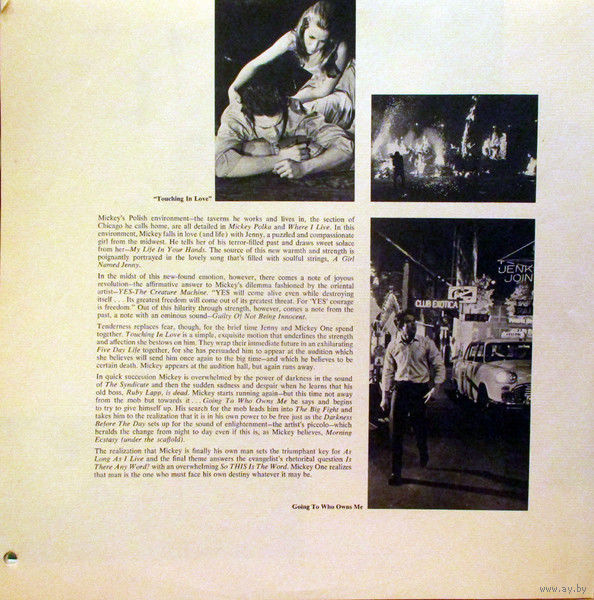 "Touching In Love"
Mickey's Polish environment—the taverns he works and lives in, the section of
Chicago he calls home, are all detailed in Mickey Polka and Where I Live. In this
environment, Mickey falls in love (and life) with Jenny, a puzzled and compassionate
girl from the midwest. He tells her of his terror-filled past and draws sweet solace
from her—My Life In Your Hands. The source of this new warmth and strength is
poignantly portrayed in the lovely song that's filled with soulful strings, A Girl
Named Jenny.
In the midst of this new-found emotion, however, there comes a note of joyous
revolution—the affirmative answer to Mickey's dilemma fashioned by the oriental
artist—YES-The Creature Machine. "YES will come alive even while destroying
itself . . . Its greatest freedom will come out of its greatest threat. For 'YES' courage
is freedom." Out of this hilarity through strength, however, comes a note from the
past, a note with an ominous sound—Guilty Of Not Being Innocent.
Tenderness replaces fear, though, for the brief time Jenny and Mickey One spend
together. Touching In Love is a simple, exquisite motion that underlines the strength
and affection she bestows on him. They wrap their immediate future in an exhilarating
Five Day Life together, for she has persuaded him to appear at the audition which
she believes will send him once again to the big time—and which he believes to be
certain death. Mickey appears at the audition hall, but again runs away.
In quick succession Mickey is overwhelmed by the power of darkness in the sound
of The Syndicate and then the sudden sadness and despair when he learns that his
old boss, Ruby Lapp, is dead. Mickey starts running again—but this time not away
from the mob but towards it . . . Going To Who Owns Me he says and begins
to try to give himself up. His search for the mob leads him into The Big Fight and
takes him to the realization that it is in his own power to be free just as the Darkness
Before The Day sets up for the sound of enlightenment—the artist's piccolo—which
heralds the change from night to day even if this is, as Mickey believes, Morning
Ecstasy (under the scaffold).
The realization that Mickey is finally his own man sets the triumphant key for As
Long As I Live and the final theme answers the evangelist's rhetorical question Is
There Any Word? with an overwhelming So THIS Is The Word. Mickey One realizes
that man is the one who must face his own destiny whatever it may be.
JENK
JOIN
CLUB EXOTICA
Going To Who Owns Me
www.ay.by